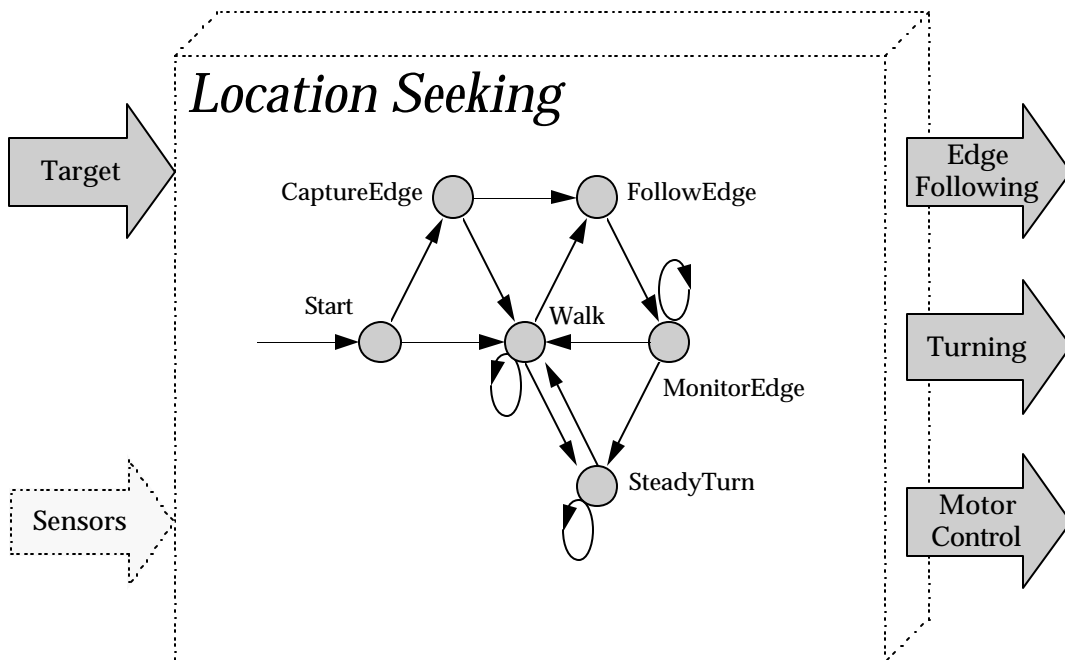 Location Seeking
Target
Edge
Following
CaptureEdge
FollowEdge
Start
Walk
Turning
MonitorEdge
SteadyTurn
Sensors
Motor
Control